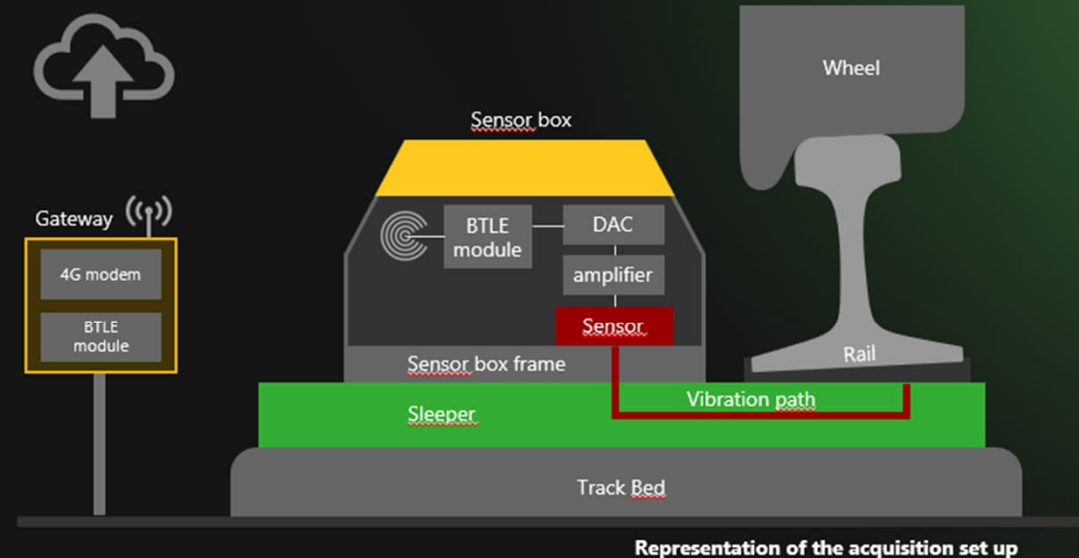 Wheel
Sensor box
Gateway
BTLE
module
DAC
4G modem
amplifier
BTLE
module
Sensor
Rail
Sensor box frame
Vibration path
Sleeper
Track Bed
Representation of the acquisition set up